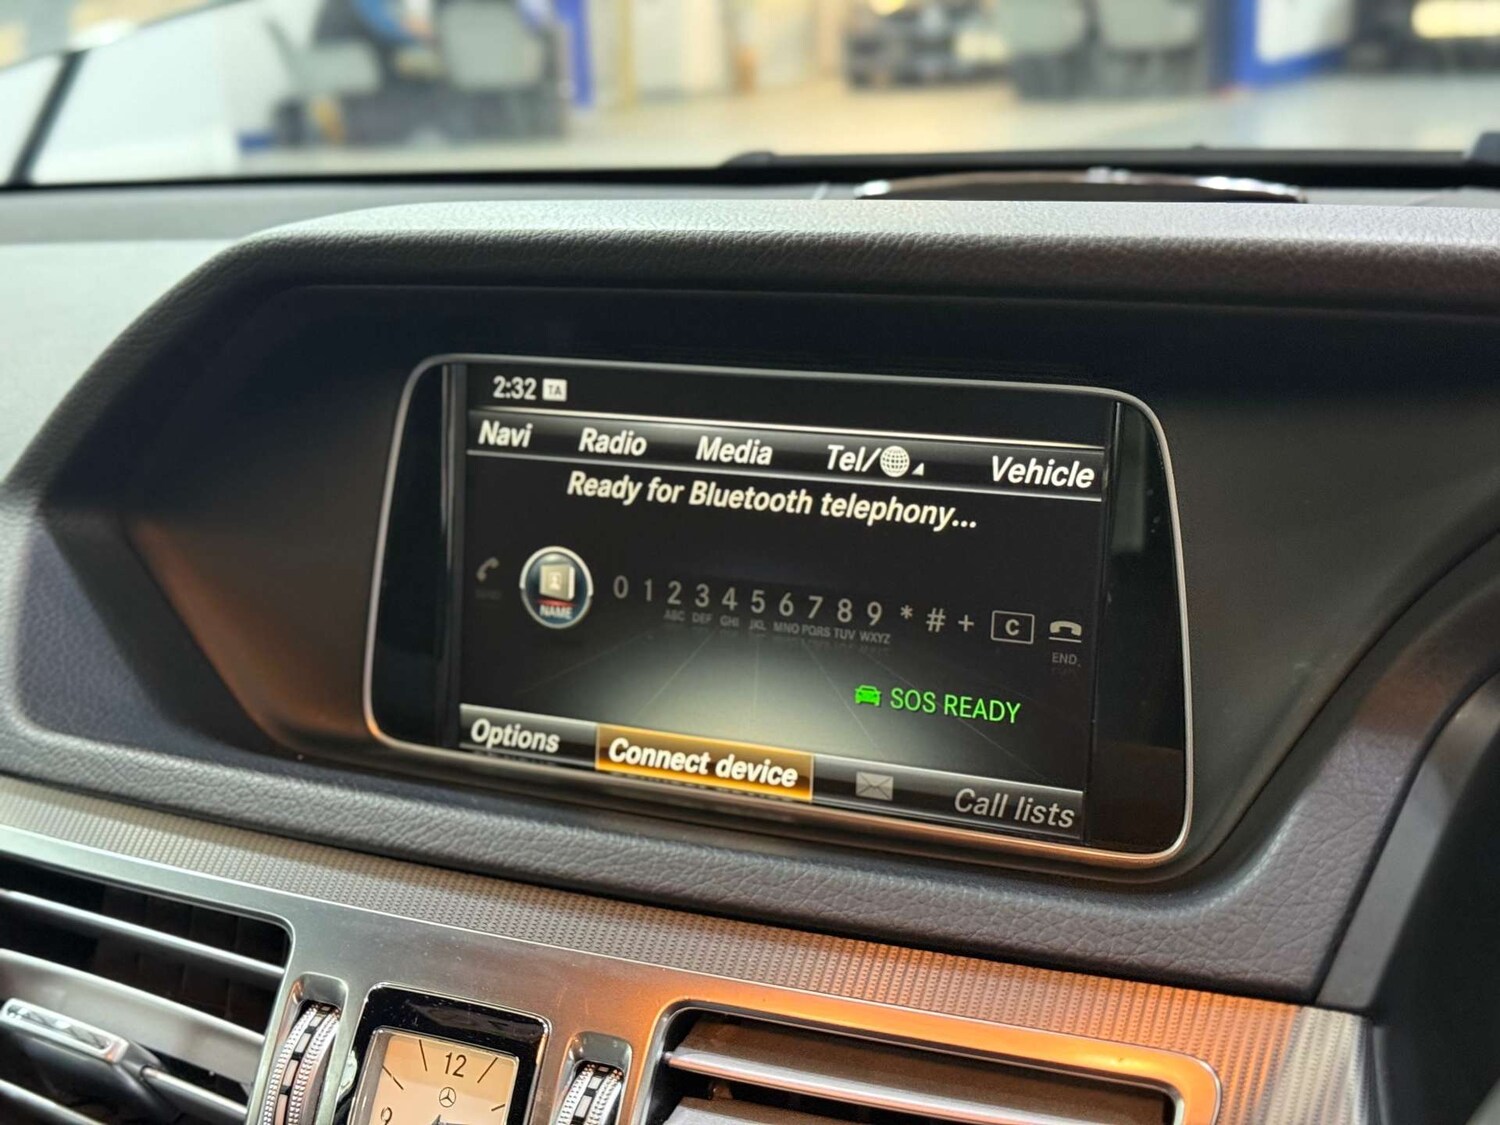 2:32 TA
Navi Radio Media Tel/ Vehicle
Ready for Bluetooth telephony...
NAME 0 1 2 3 4 5 6 7 8 9 * # + C
ABC DEF GHI JKL MNO PQRS TUV WXYZ END
SOS READY
Options Connect device Call lists
12
9